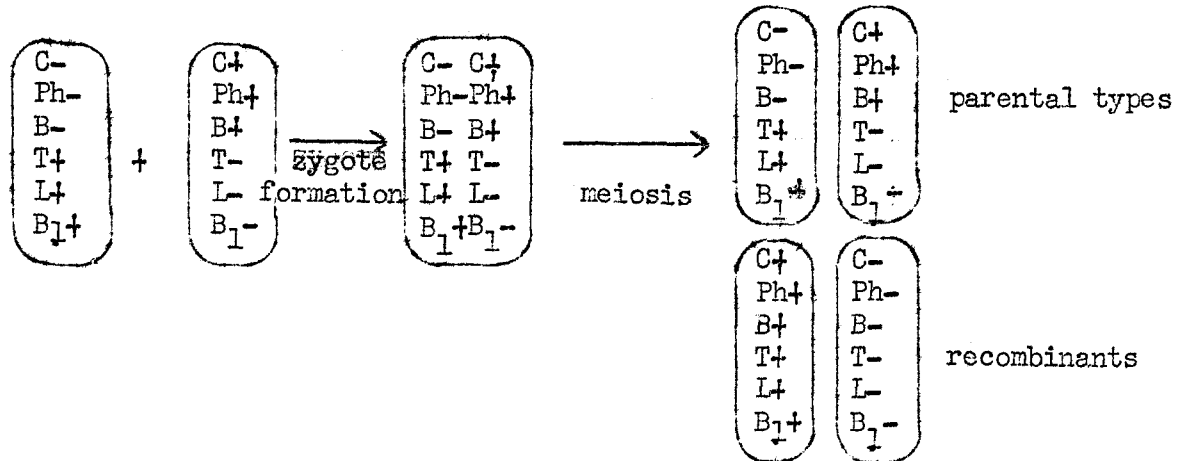 C-
Ph-
B-
T+
L+
B1+
+
C+
Ph+
B+
T-
L-
B1-
zygote
formation
C- C+
Ph-Ph+
B- B+
T+ T-
L+ L-
B1+B1-
meiosis
C-
Ph-
B-
T+
L+
B1+
C+
Ph+
B+
T-
L-
B1-
parental types
C+
Ph+
B+
T+
L+
B1+
C-
Ph-
B-
T-
L-
B1-
recombinants